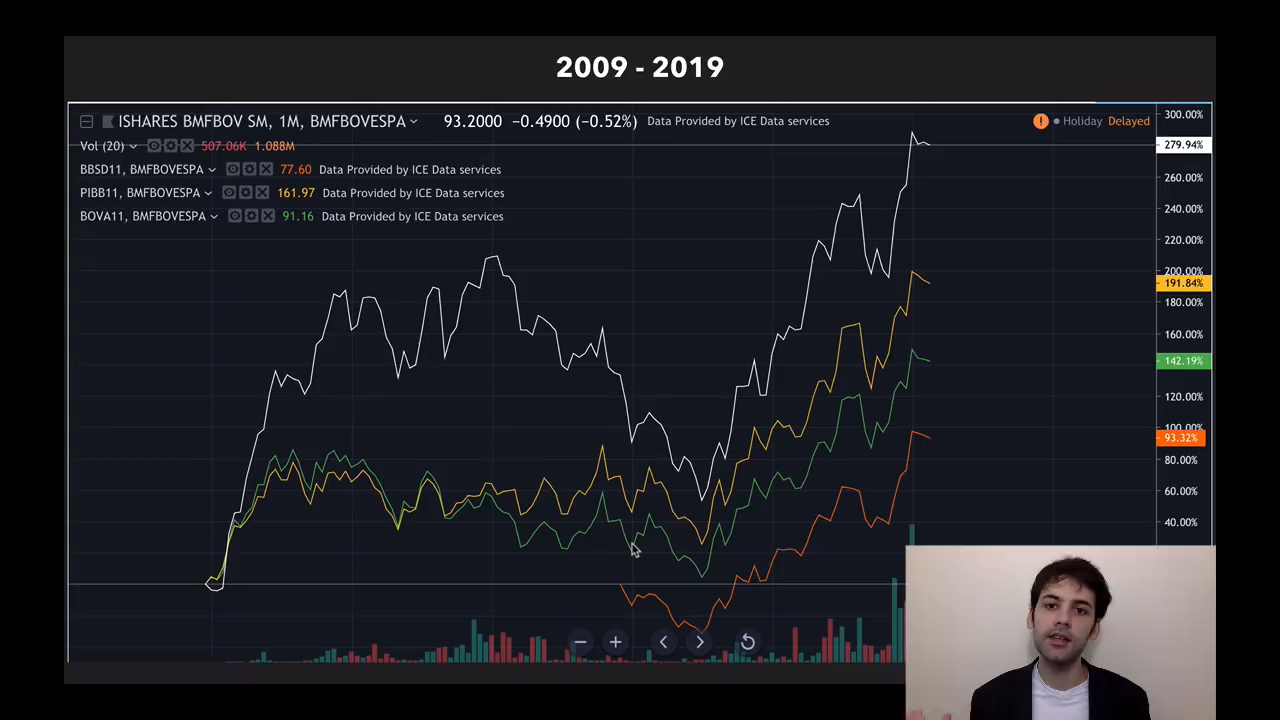 2009 - 2019
ISHARES BMFBOV SM, 1M, BMFBOVESPA 93.2000 −0.4900 (−0.52%) Data Provided by ICE Data services
! Holiday Delayed
Vol (20) 507.06K 1.088M
BBSD11, BMFBOVESPA 77.60 Data Provided by ICE Data services
PIBB11, BMFBOVESPA 161.97 Data Provided by ICE Data services
BOVA11, BMFBOVESPA 91.16 Data Provided by ICE Data services
300.00%
279.94%
260.00%
240.00%
220.00%
200.00%
191.84%
180.00%
160.00%
142.19%
120.00%
100.00%
93.32%
80.00%
60.00%
40.00%